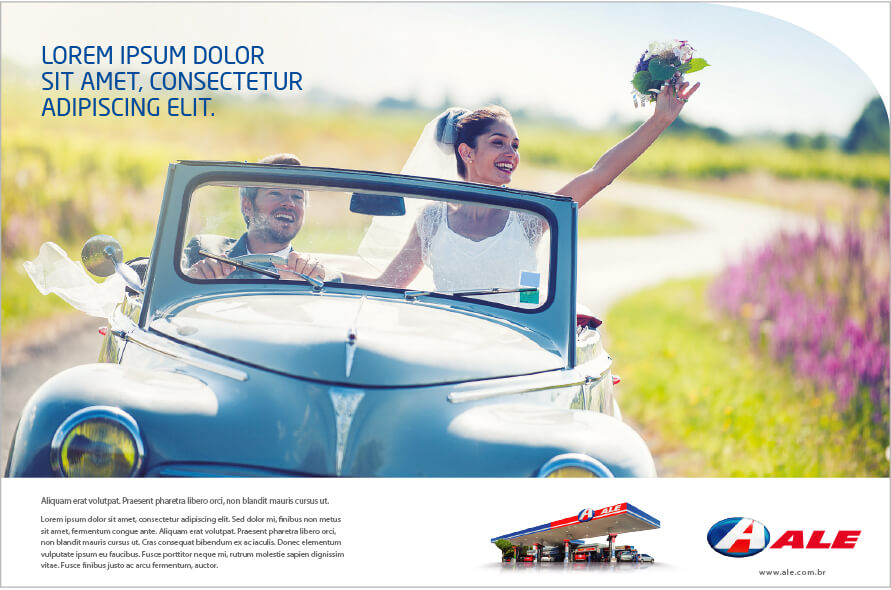 LOREM IPSUM DOLOR
SIT AMET, CONSECTETUR
ADIPISCING ELIT.
Aliquam erat volutpat. Praesent pharetra libero orci, non blandit mauris cursus ut.
Lorem ipsum dolor sit amet, consectetur adipiscing elit. Sed dolor mi, finibus non metus
sit amet, fermentum congue ante. Aliquam erat volutpat. Praesent pharetra libero orci,
non blandit mauris cursus ut. Cras consequat bibendum ex ac iaculis. Donec elementum
vulputate ipsum eu faucibus. Fusce porttitor neque mi, rutrum molestie sapien dignissim
vitae. Fusce finibus justo ac arcu fermentum, auctor.
A ALE
A ALE
www.ale.com.br